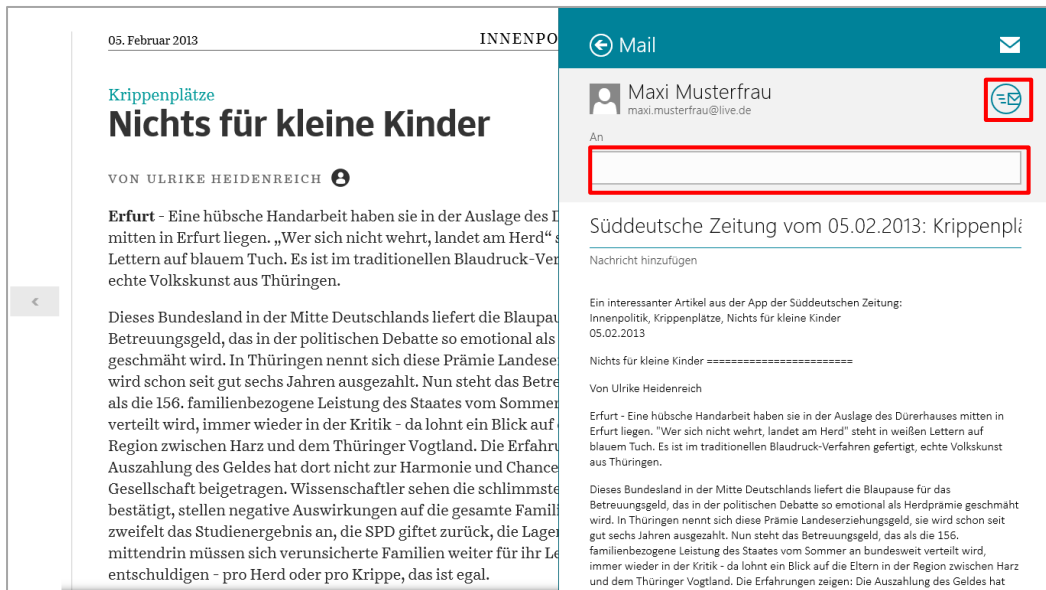 05. Februar 2013
INNENPO
Krippenplätze
Nichts für kleine Kinder
VON ULRIKE HEIDENREICH
Erfurt - Eine hübsche Handarbeit haben sie in der Auslage des
mitten in Erfurt liegen. „Wer sich nicht wehrt, landet am Herd“ s
Lettern auf blauem Tuch. Es ist im traditionellen Blaudruck-Ver
echte Volkskunst aus Thüringen.
Dieses Bundesland in der Mitte Deutschlands liefert die Blaupau
Betreuungsgeld, das in der politischen Debatte so emotional als
geschmäht wird. In Thüringen nennt sich diese Prämie Landese
wird schon seit gut sechs Jahren ausgezahlt. Nun steht das Betre
als die 156. familienbezogene Leistung des Staates vom Sommer
verteilt wird, immer wieder in der Kritik - da lohnt ein Blick auf
Region zwischen Harz und dem Thüringer Vogtland. Die Erfahru
Auszahlung des Geldes hat dort nicht zur Harmonie und Chance
Gesellschaft beigetragen. Wissenschaftler sehen die schlimmste
bestätigt, stellen negative Auswirkungen auf die gesamte Famili
zweifelt das Studienergebnis an, die SPD giftet zurück, die Lager
mittendrin müssen sich verunsicherte Familien weiter für ihr Le
entschuldigen - pro Herd oder pro Krippe, das ist egal.
Mail
Maxi Musterfrau
maxi.musterfrau@live.de
An
Süddeutsche Zeitung vom 05.02.2013: Krippenplä
Nachricht hinzufügen
Ein interessanter Artikel aus der App der Süddeutschen Zeitung:
Innenpolitik, Krippenplätze, Nichts für kleine Kinder
05.02.2013
Nichts für kleine Kinder ========================
Von Ulrike Heidenreich
Erfurt - Eine hübsche Handarbeit haben sie in der Auslage des Dürerhauses mitten in
Erfurt liegen. "Wer sich nicht wehrt, landet am Herd" steht in weißen Lettern auf
blauem Tuch. Es ist im traditionellen Blaudruck-Verfahren gefertigt, echte Volkskunst
aus Thüringen.
Dieses Bundesland in der Mitte Deutschlands liefert die Blaupause für das
Betreuungsgeld, das in der politischen Debatte so emotional als Herdprämie geschmäht
wird. In Thüringen nennt sich diese Prämie Landeserziehungsgeld, sie wird schon seit
gut sechs Jahren ausgezahlt. Nun steht das Betreuungsgeld, das als die 156.
familienbezogene Leistung des Staates vom Sommer an bundesweit verteilt wird,
immer wieder in der Kritik - da lohnt ein Blick auf die Eltern in der Region zwischen Harz
und dem Thüringer Vogtland. Die Erfahrungen zeigen: Die Auszahlung des Geldes hat